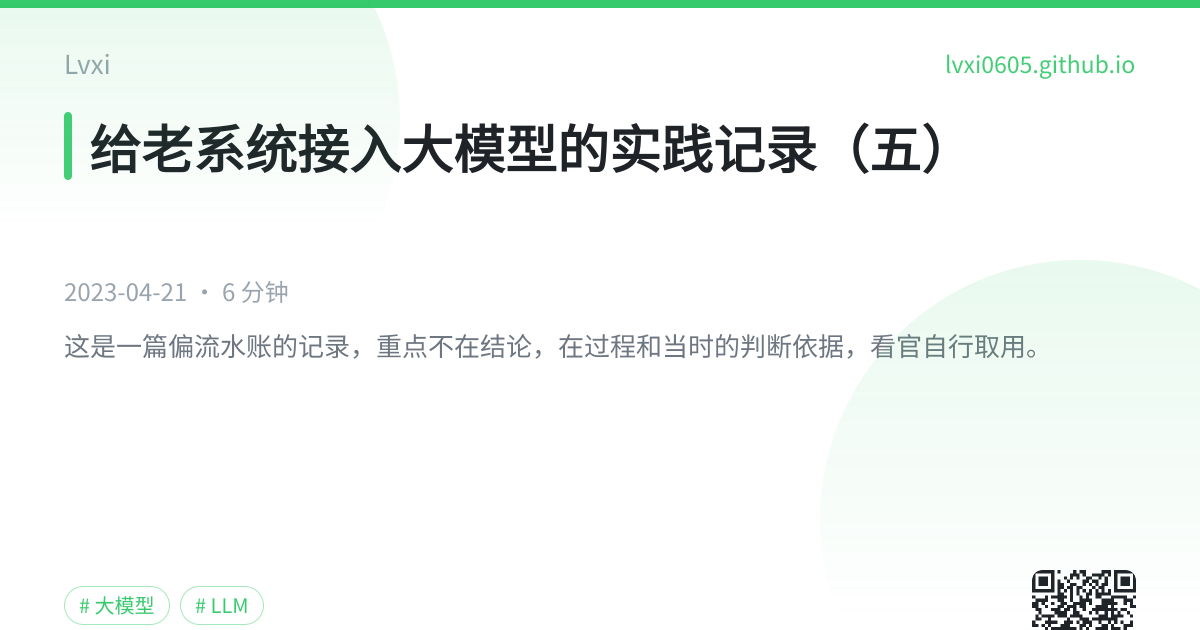 Lvxi
lvxi0605.github.io
给老系统接入大模型的实践记录（五）
2023-04-21 · 6 分钟
这是一篇偏流水账的记录，重点不在结论，在过程和当时的判断依据，看官自行取用。
# 大模型
# LLM